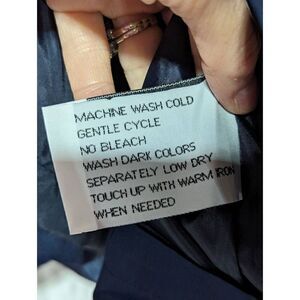 MACHINE WASH COLD
GENTLE CYCLE
NO BLEACH
WASH DARK COLORS
SEPARATELY LOW DRY
TOUCH UP WITH WARM IRON
WHEN NEEDED